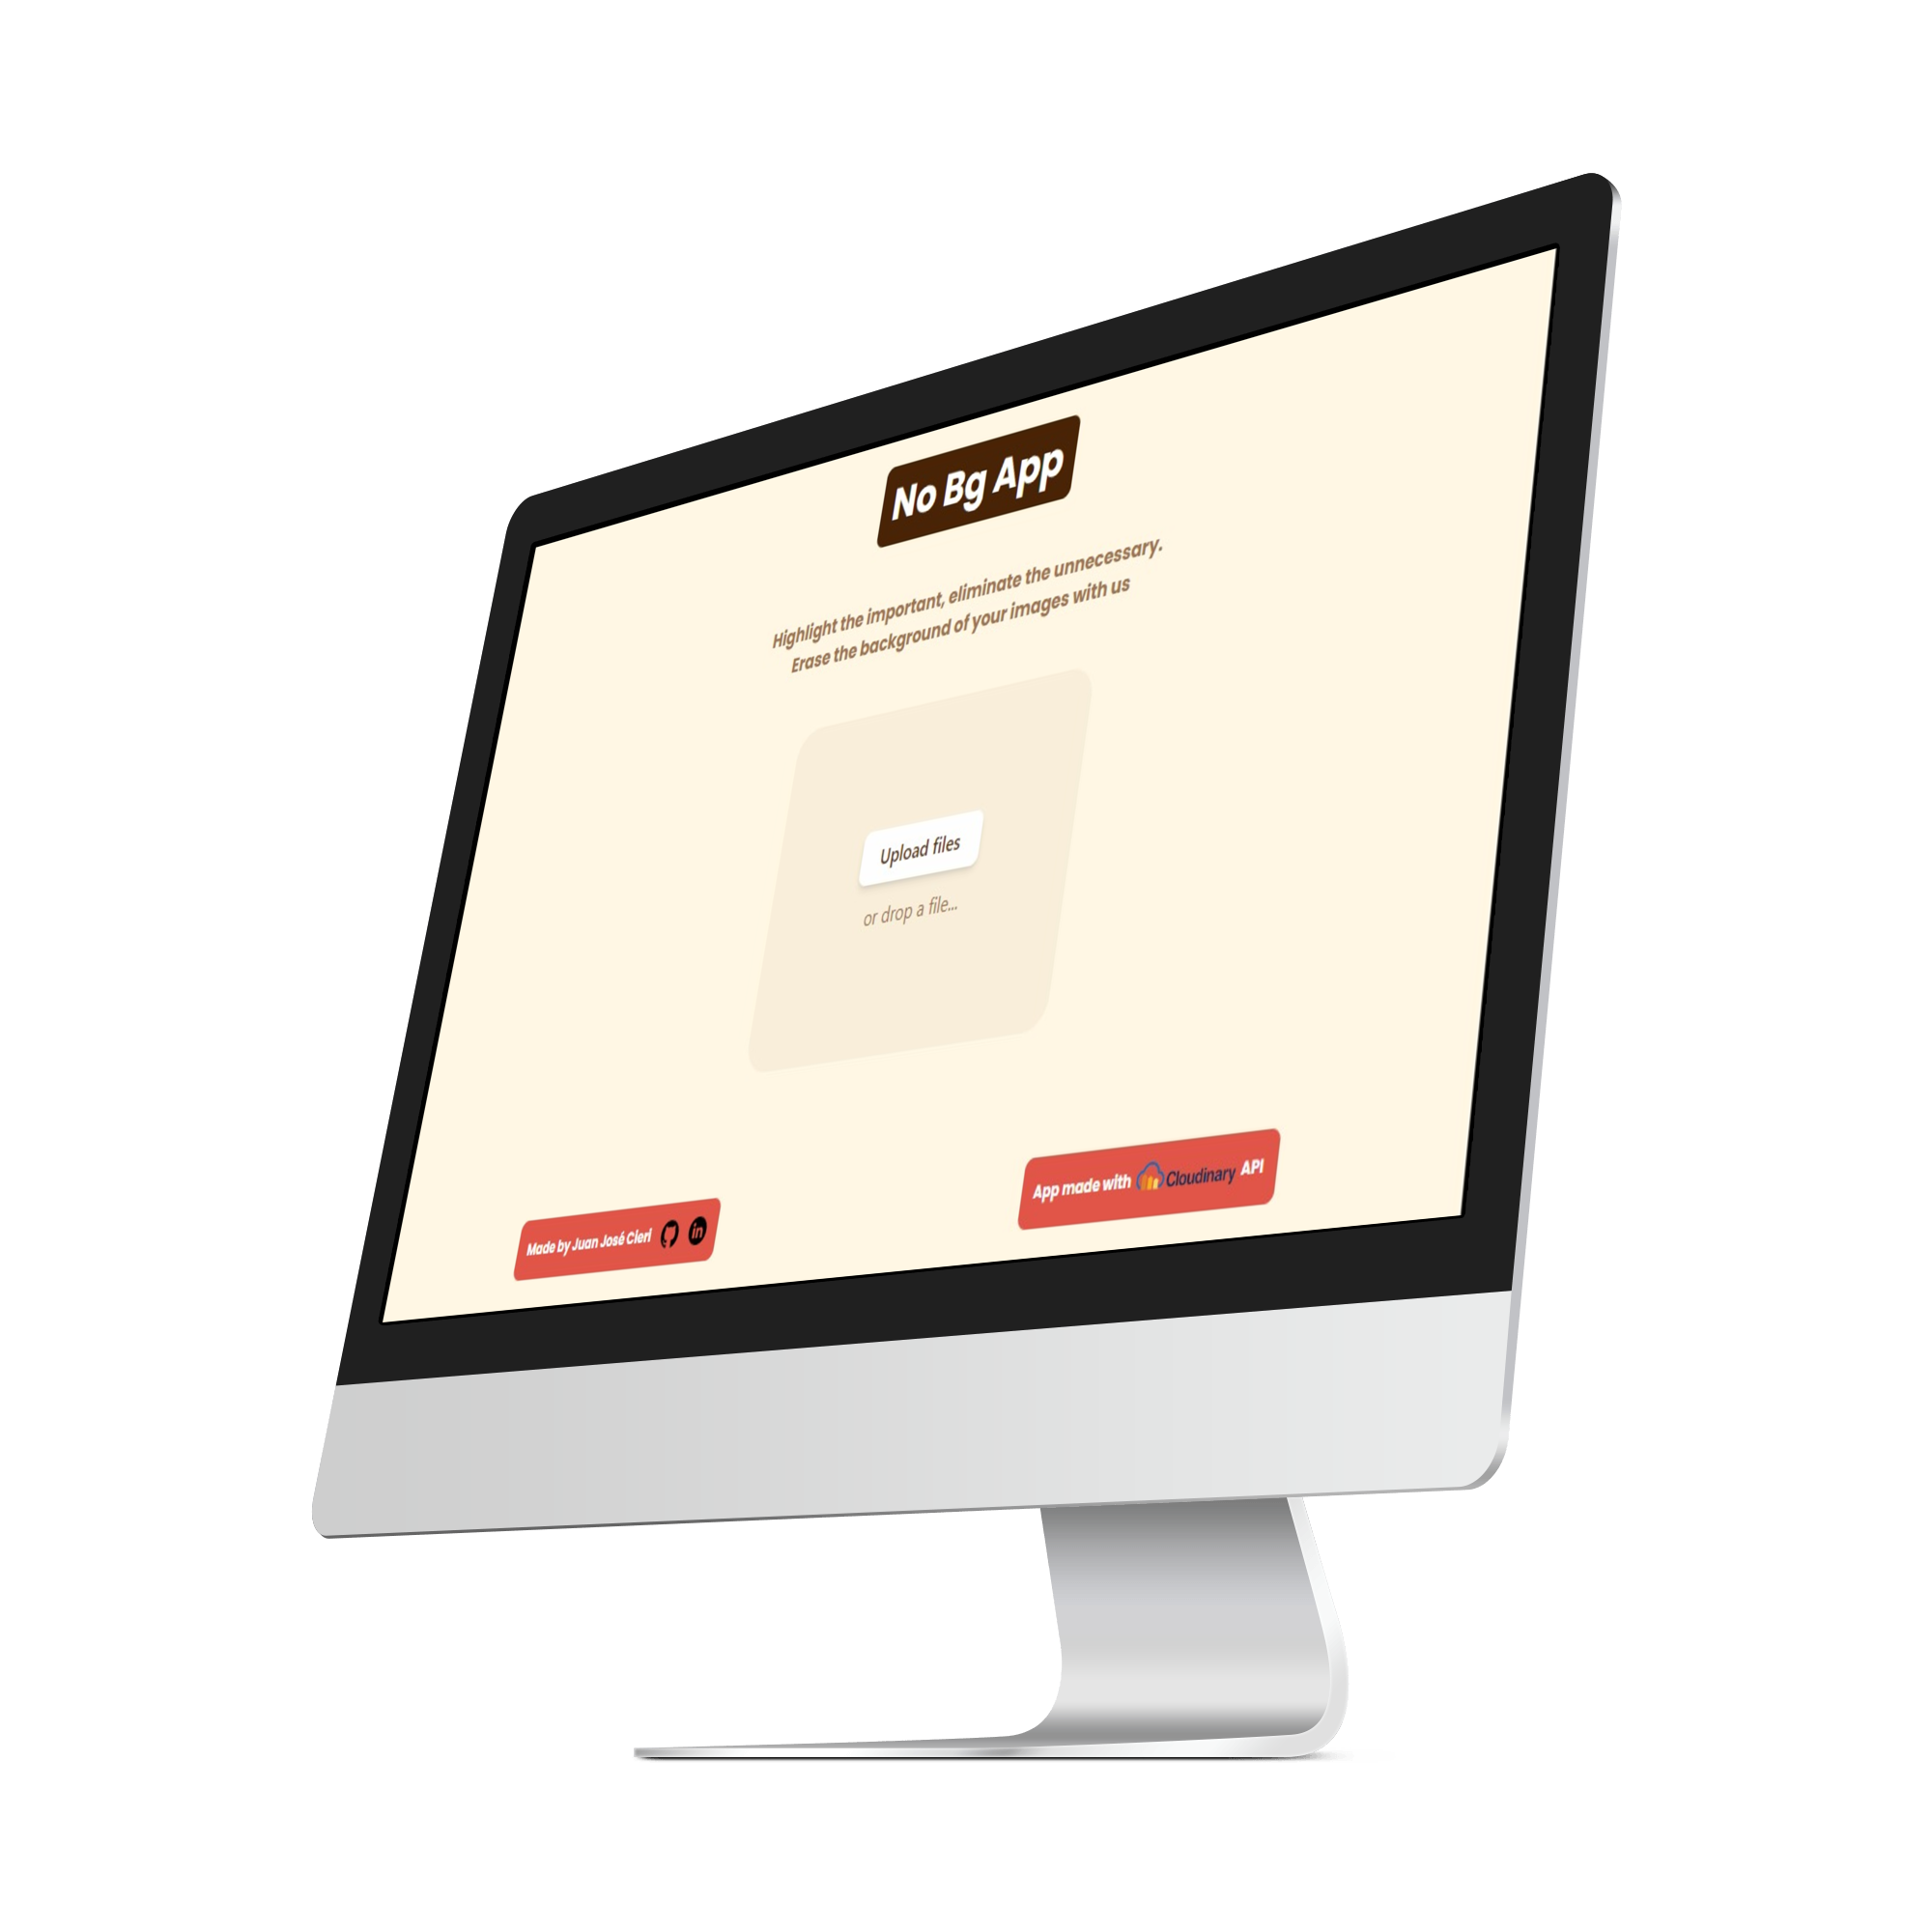 No Bg App
Highlight the important, eliminate the unnecessary.
Erase the background of your images with us
Upload files
or drop a file...
Made by Juan José Cleri in
App made with Cloudinary API